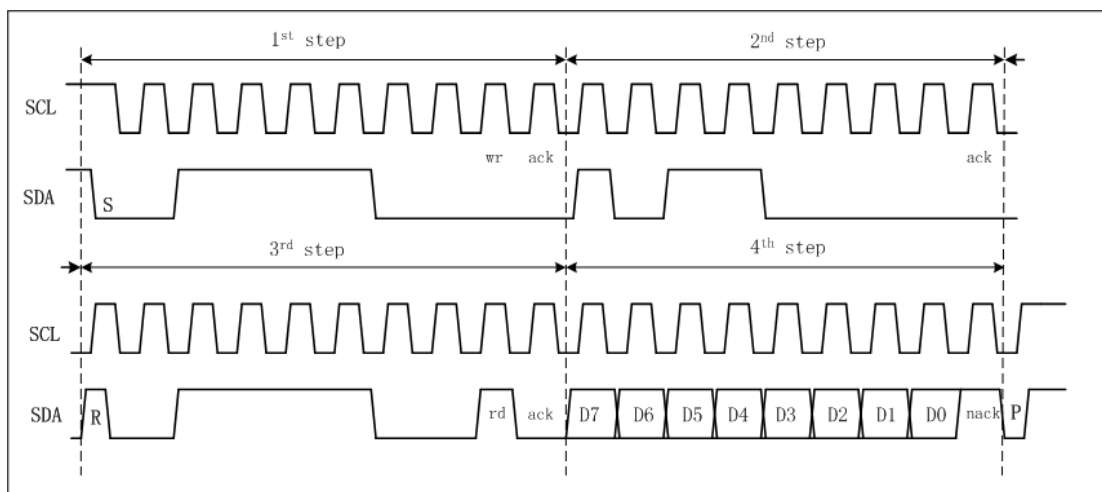 1st step 2nd step
SCL
wr ack ack
SDA
S
3rd step 4th step
SCL
SDA R rd ack D7 D6 D5 D4 D3 D2 D1 D0 nack P